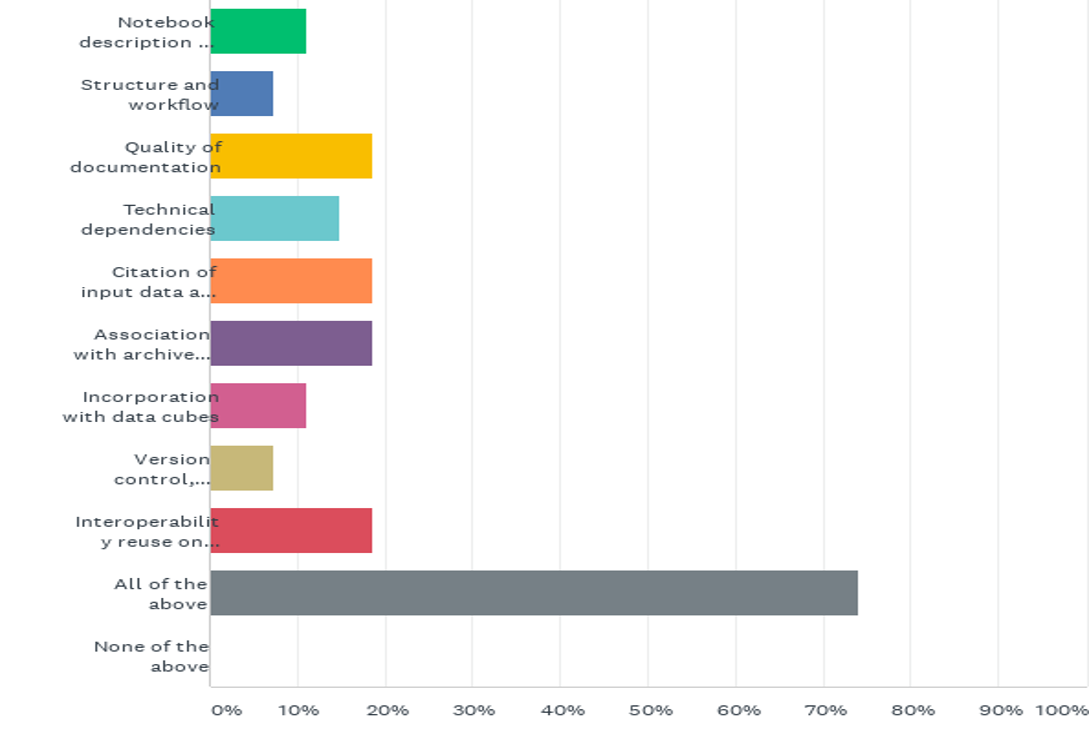 Notebook
description ...
Structure and
workflow
Quality of
documentation
Technical
dependencies
Citation of
input data a...
Association
with archive...
Incorporation
with data cubes
Version
control,...
Interoperabilit
y reuse on...
All of the
above
None of the
above
0% 10% 20% 30% 40% 50% 60% 70% 80% 90% 100%